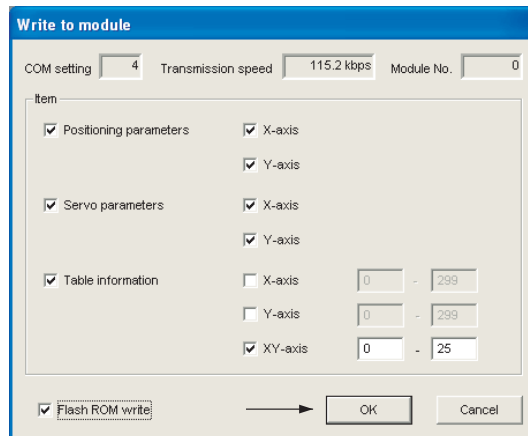 Write to module
COM setting 4 Transmission speed 115.2 kbps Module No. 0
Item
Positioning parameters X-axis
Y-axis
Servo parameters X-axis
Y-axis
Table information X-axis 0 - 299
Y-axis 0 - 299
XY-axis 0 - 25
Flash ROM write OK Cancel